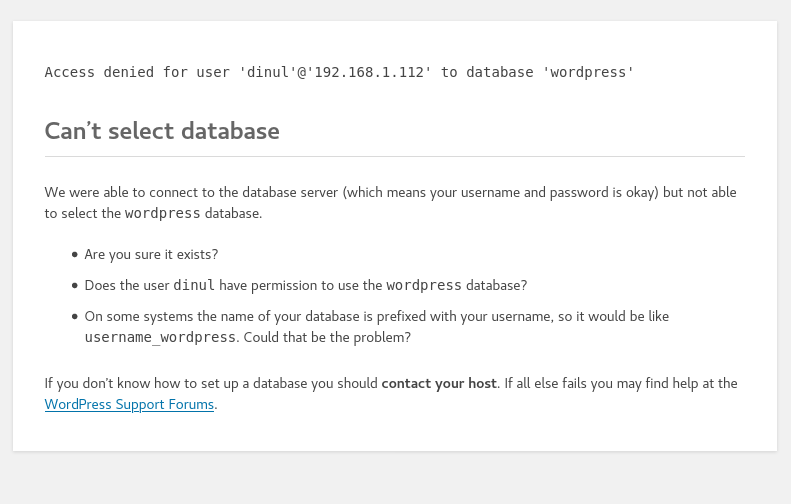 Access denied for user 'dinul'@'192.168.1.112' to database 'wordpress'
Can’t select database
We were able to connect to the database server (which means your username and password is okay) but not able
to select the wordpress database.
Are you sure it exists?
Does the user dinul have permission to use the wordpress database?
On some systems the name of your database is prefixed with your username, so it would be like
username_wordpress. Could that be the problem?
If you don’t know how to set up a database you should contact your host. If all else fails you may find help at the
WordPress Support Forums.